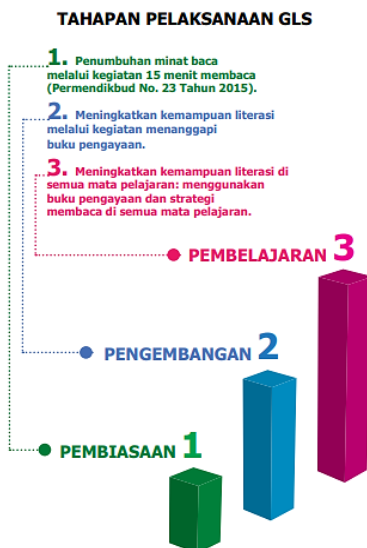 TAHAPAN PELAKSANAAN GLS
1. Penumbuhan minat baca
melalui kegiatan 15 menit membaca
(Permendikbud No. 23 Tahun 2015).
2. Meningkatkan kemampuan literasi
melalui kegiatan menanggapi
buku pengayaan.
3. Meningkatkan kemampuan literasi di
semua mata pelajaran: menggunakan
buku pengayaan dan strategi
membaca di semua mata pelajaran.
PEMBELAJARAN 3
PENGEMBANGAN 2
PEMBIASAAN 1